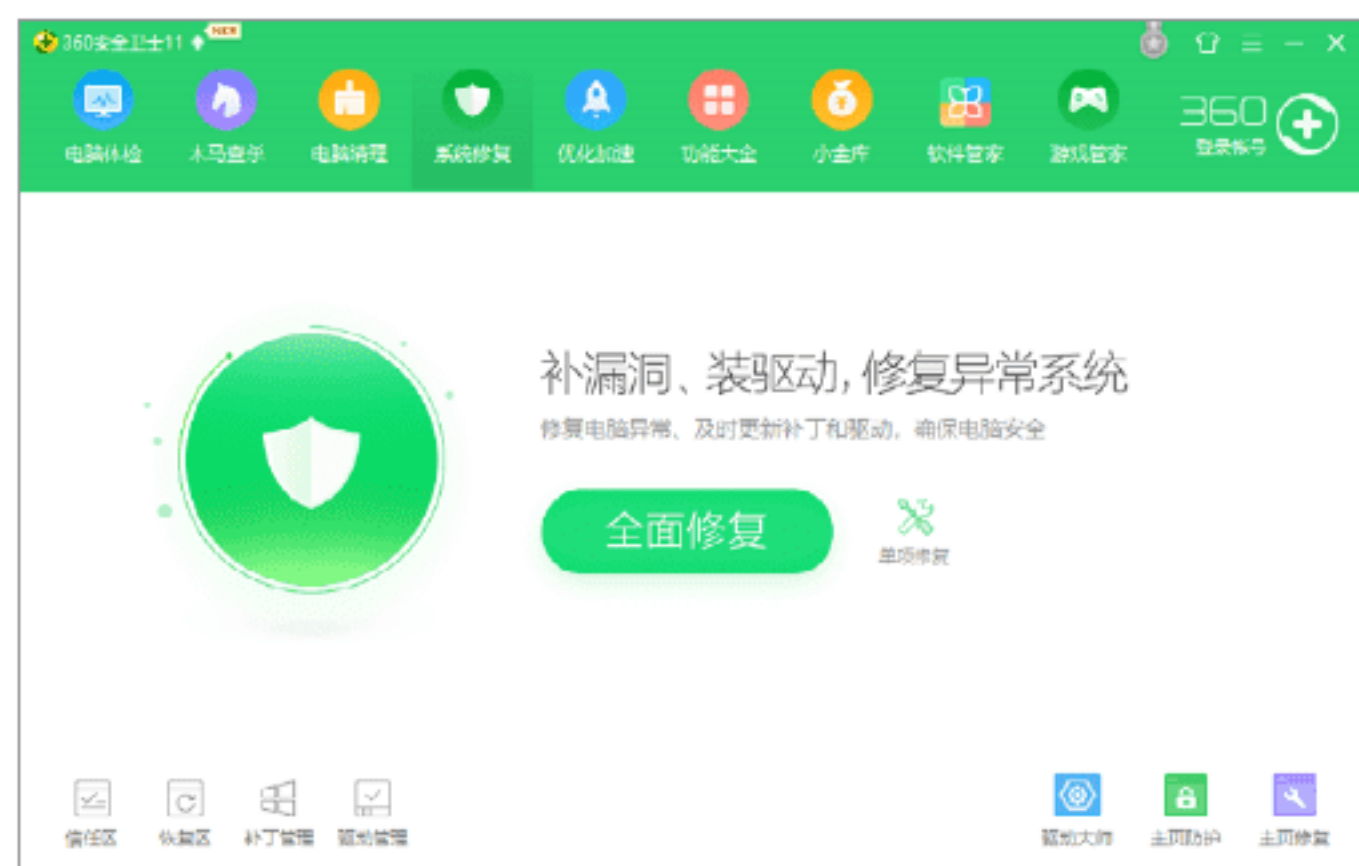 360安全卫士11 NEW
电脑体检 木马查杀 电脑清理 系统修复 优化加速 功能大全 小金库 软件管家 游戏管家
360
登录帐号
补漏洞、装驱动,修复异常系统
修复电脑异常、及时更新补丁和驱动,确保电脑安全
全面修复
单项修复
信任区 恢复区 补丁管理 驱动管理
驱动大师 主页防护 主页修复